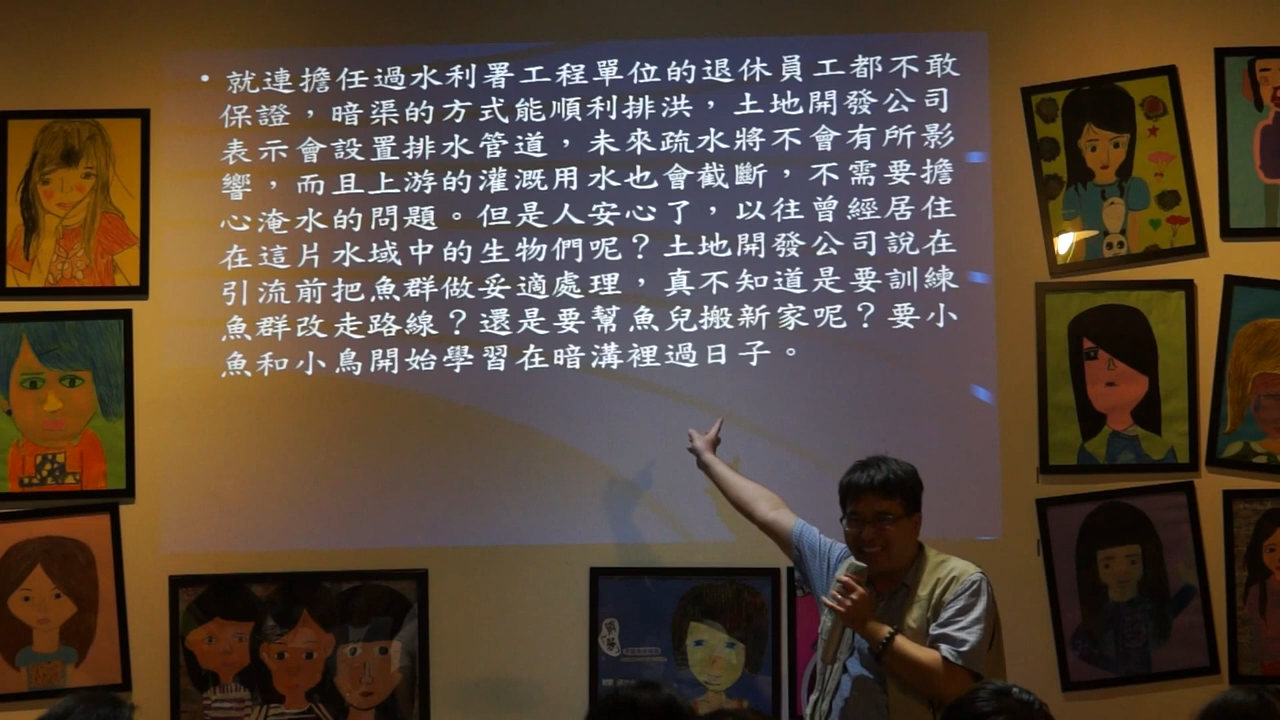 • 就連擔任過水利署工程單位的退休員工都不敢
保證，暗渠的方式能順利排洪，土地開發公司
表示會設置排水管道，未來疏水將不會有所影
響，而且上游的灌溉用水也會截斷，不需要擔
心淹水的問題。但是人安心了，以往曾經居住
在這片水域中的生物們呢？土地開發公司說在
引流前把魚群做妥適處理，真不知道是要訓練
魚群改走路線？還是要幫魚兒搬新家呢？要小
魚和小鳥開始學習在暗溝裡過日子。